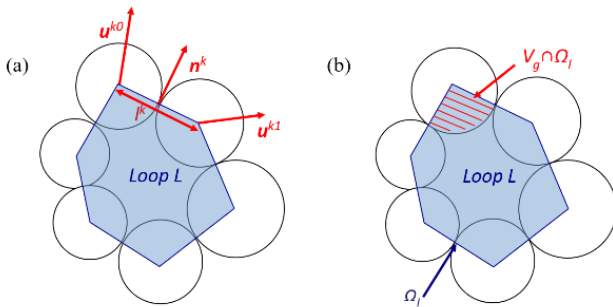 (a)
u^k0
n^k
l^k
u^k1
Loop L
(b)
V_g∩Ω_l
Loop L
Ω_l